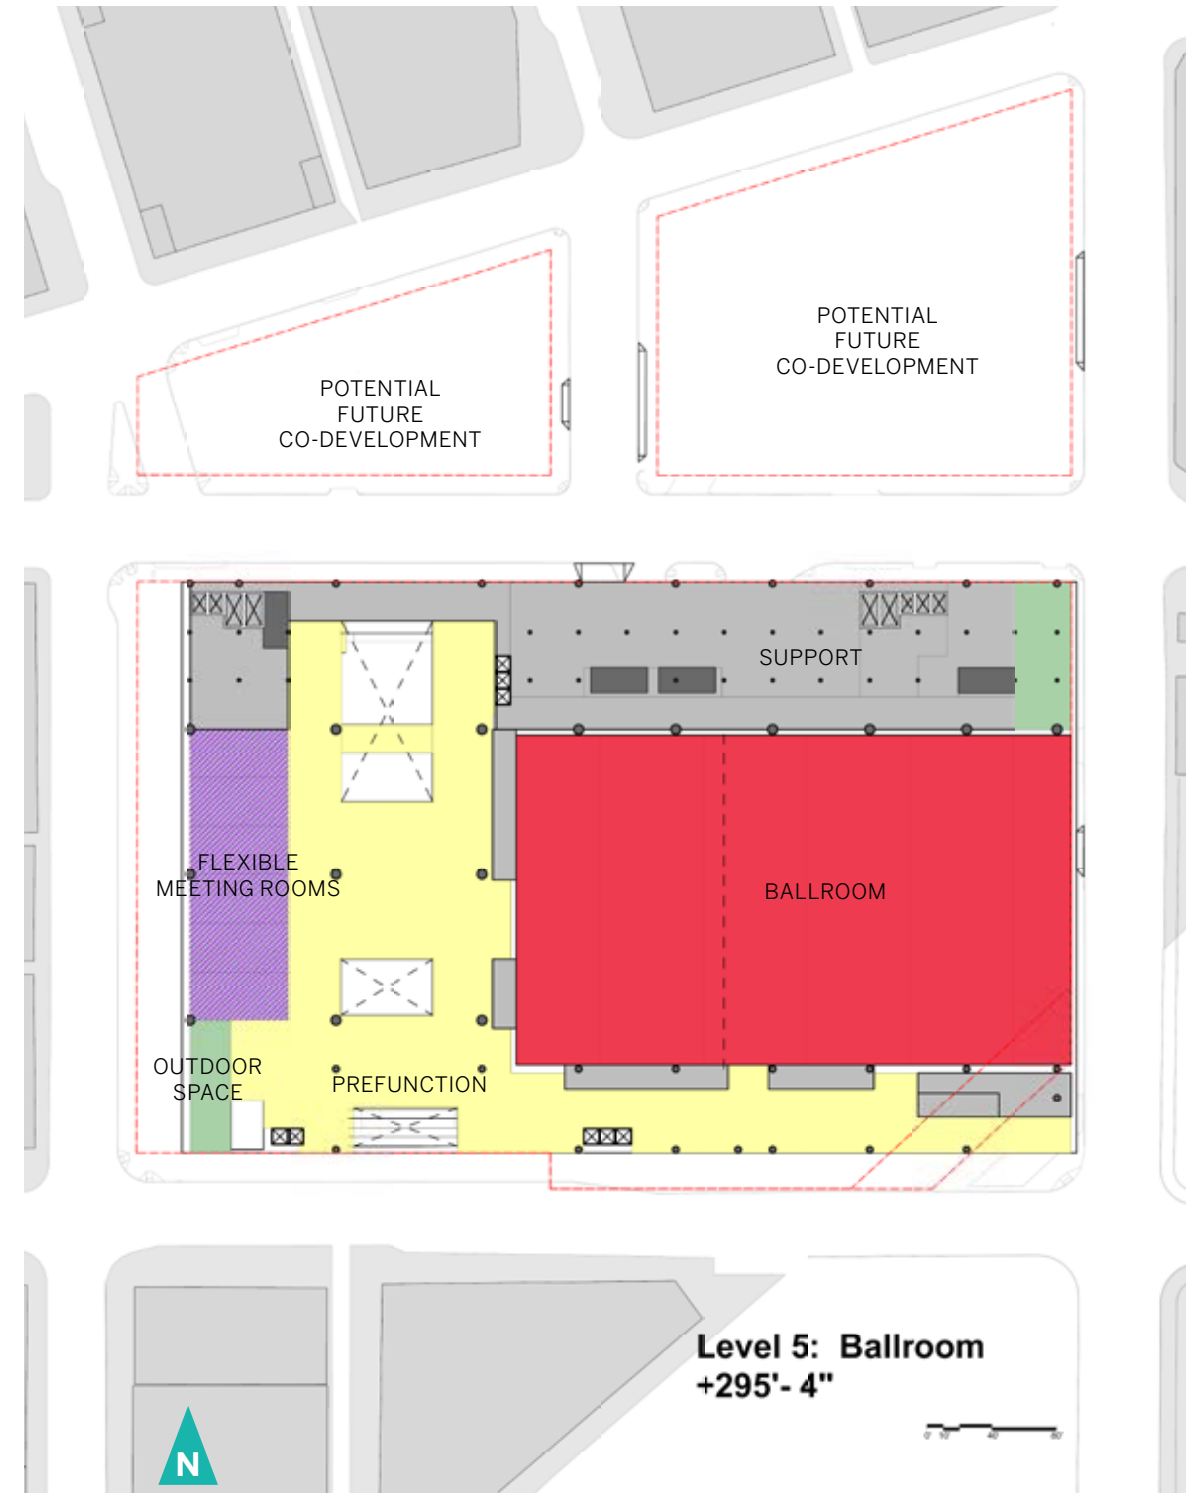 POTENTIAL
FUTURE
CO-DEVELOPMENT
POTENTIAL
FUTURE
CO-DEVELOPMENT
SUPPORT
FLEXIBLE
MEETING ROOMS
BALLROOM
OUTDOOR
SPACE
PREFUNCTION
Level 5: Ballroom
+295'- 4"
N